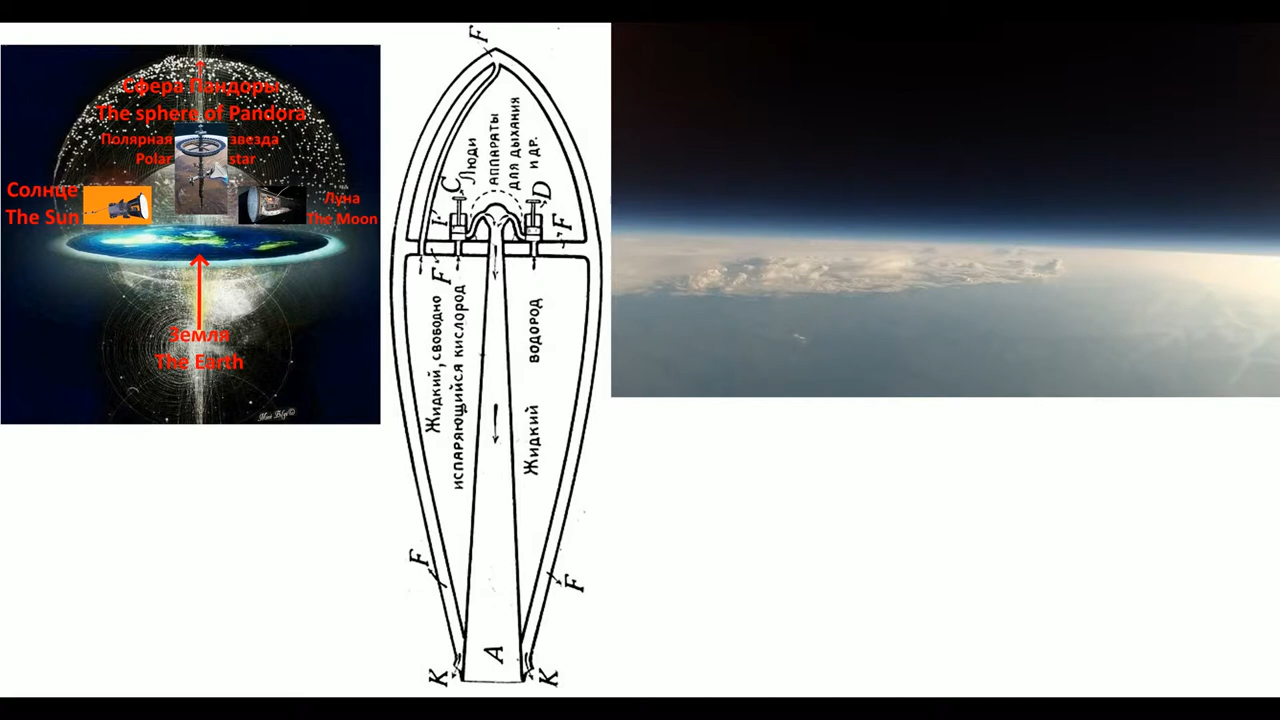 Сфера Пандоры
The sphere of Pandora
Полярная звезда
Polar star
Солнце
The Sun
Луна
The Moon
Земля
The Earth
F
Люди
аппараты
для дыхания
и др.
C
D
F
F
F
F
Жидкий, свободно
испаряющийся кислород
Жидкий водород
F
F
A
K
K